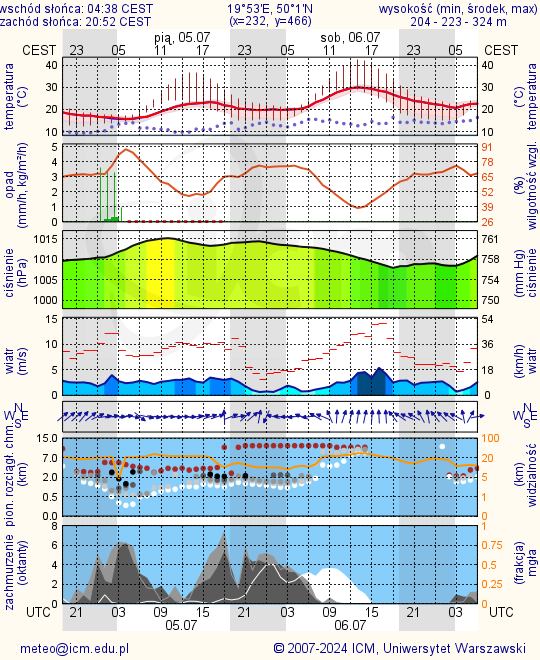 wschód słońca: 04:38 CEST 19°53'E, 50°1'N wysokość (min, środek, max)
zachód słońca: 20:52 CEST (x=232, y=466) 204 - 223 - 324 m
pią, 05.07 sob, 06.07
CEST 23 05 11 17 23 05 11 17 23 05 CEST
temperatura (°C) 40 30 20 10 40 30 20 10 (°C) temperatura
opad (mm/h, kg/m²/h) 5 4 3 2 1 0 91 78 65 52 39 26 (%) wilgotność wzgl.
ciśnienie (hPa) 1015 1010 1005 1000 761 758 754 750 (mm Hg) ciśnienie
wiatr (m/s) 15 10 5 0 54 36 18 0 (km/h) wiatr
N W E S N W E S
pion. rozciągł. chm. (km) 15.0 7.0 2.0 0.5 0.0 100 20 5 1 0 (km) widzialność
zachmurzenie (oktanty) 8 6 4 2 0 1 0.75 0.5 0.25 0 (frakcja) mgła
UTC 21 03 09 15 21 03 09 15 21 03 UTC
05.07 06.07
meteo@icm.edu.pl © 2007-2024 ICM, Uniwersytet Warszawski